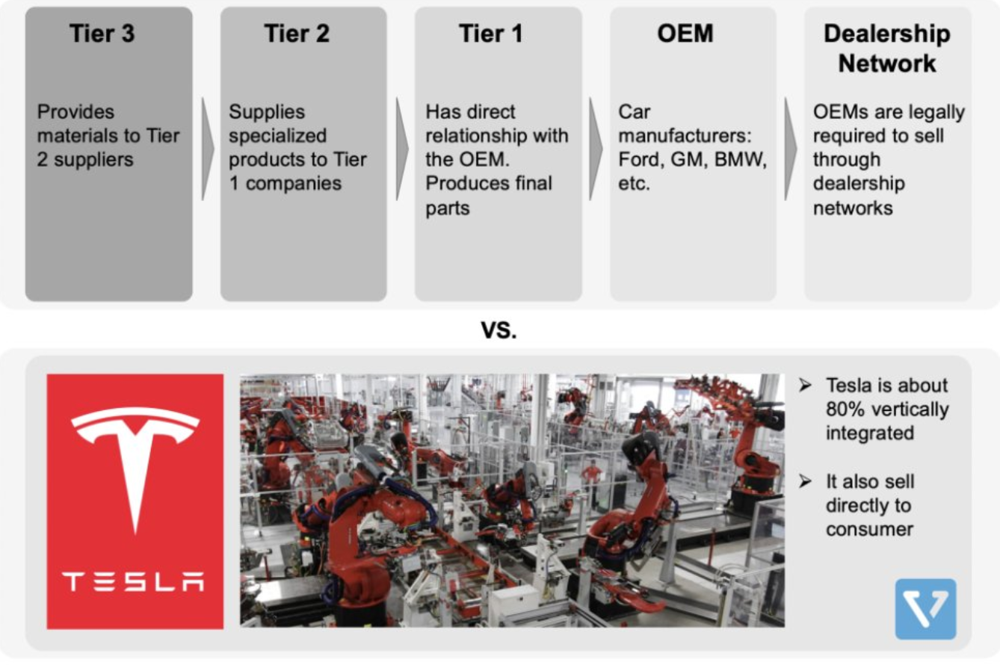 Tier 3
Provides
materials to Tier
2 suppliers
Tier 2
Supplies
specialized
products to Tier
1 companies
Tier 1
Has direct
relationship with
the OEM.
Produces final
parts
OEM
Car
manufacturers:
Ford, GM, BMW,
etc.
Dealership
Network
OEMs are legally
required to sell
through
dealership
networks
VS.
TESLA
➢ Tesla is about
80% vertically
integrated
➢ It also sell
directly to
consumer